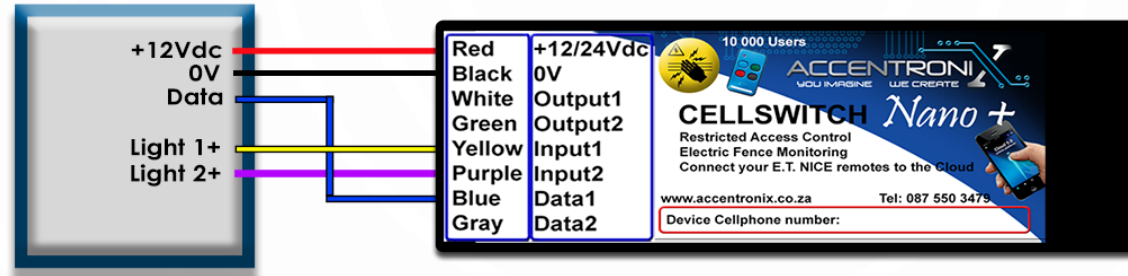 +12Vdc
0V
Data
Light 1+
Light 2+
Red +12/24Vdc
Black 0V
White Output1
Green Output2
Yellow Input1
Purple Input2
Blue Data1
Gray Data2
10 000 Users
ACCENTRONIX
YOU IMAGINE WE CREATE
CELLSWITCH Nano +
Restricted Access Control
Electric Fence Monitoring
Connect your E.T. NICE remotes to the Cloud
www.accentronix.co.za Tel: 087 550 3479
Device Cellphone number: